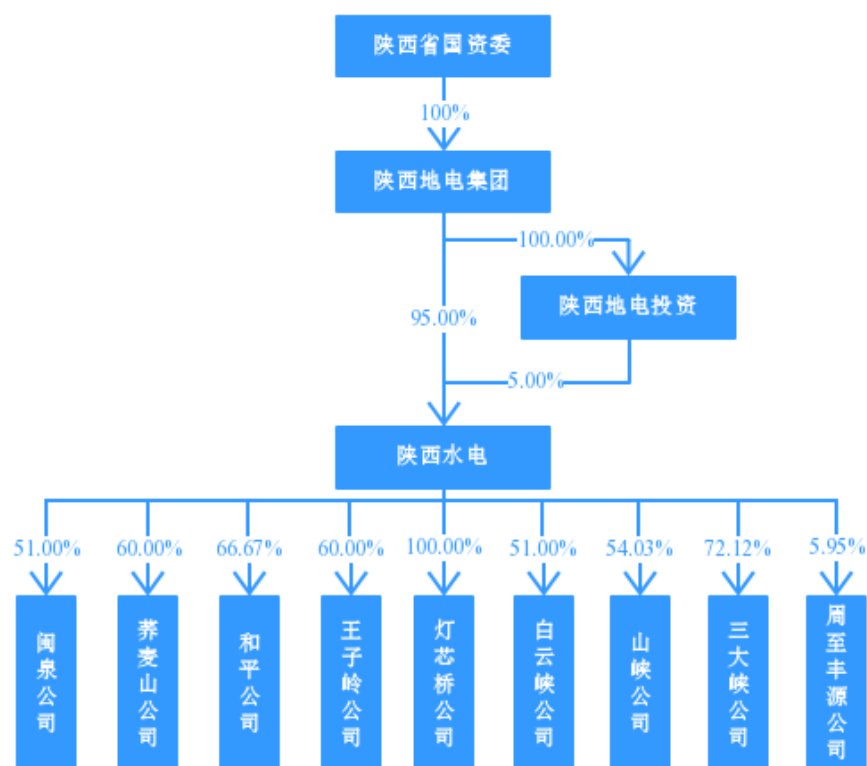 陕西省国资委
100%
陕西地电集团
100.00%
陕西地电投资
95.00%
5.00%
陕西水电
51.00%
60.00%
66.67%
60.00%
100.00%
51.00%
54.03%
72.12%
5.95%
闽泉公司
荞麦山公司
和平公司
王子岭公司
灯芯桥公司
白云峡公司
山峡公司
三大峡公司
周至丰源公司